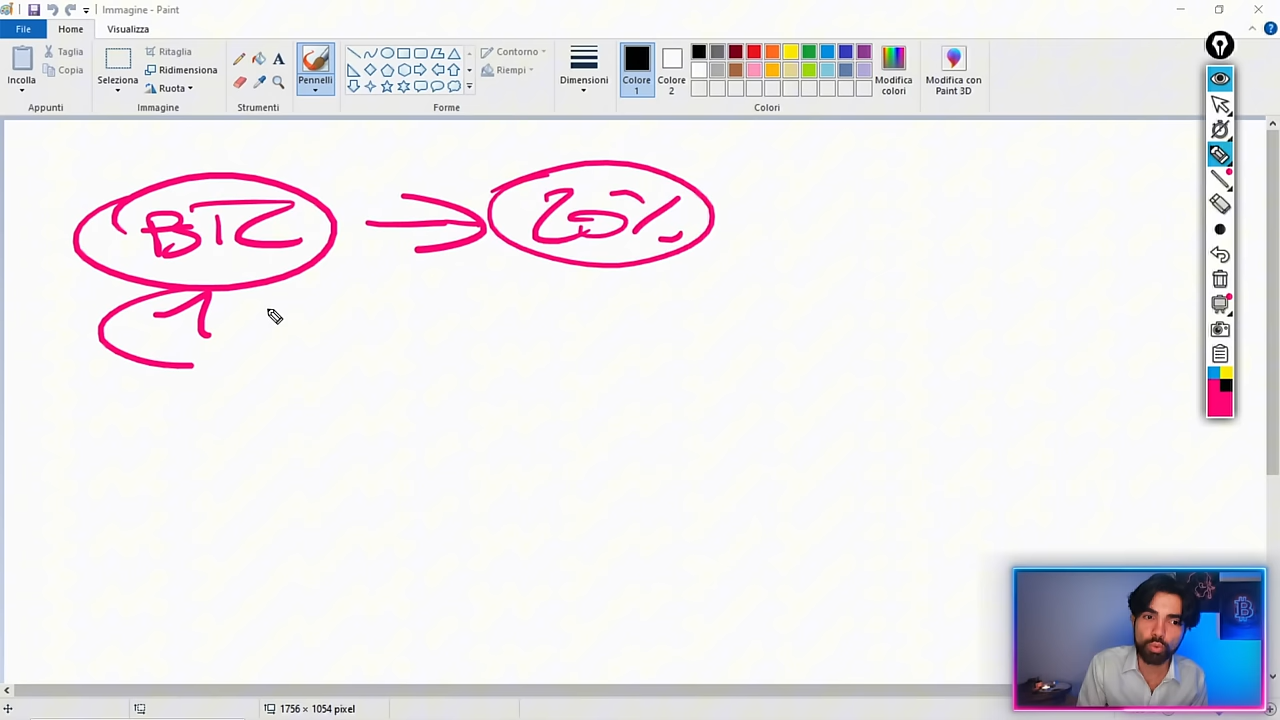 Immagine - Paint
File Home Visualizza
Incolla Taglia Copia Seleziona Ritaglia Ridimensiona Ruota Pennelli Contorno Riempi Dimensioni Colore 1 Colore 2 Modifica colori Modifica con Paint 3D
Appunti Immagine Strumenti Forme Colori
BTC 20%
1756 × 1054 pixel